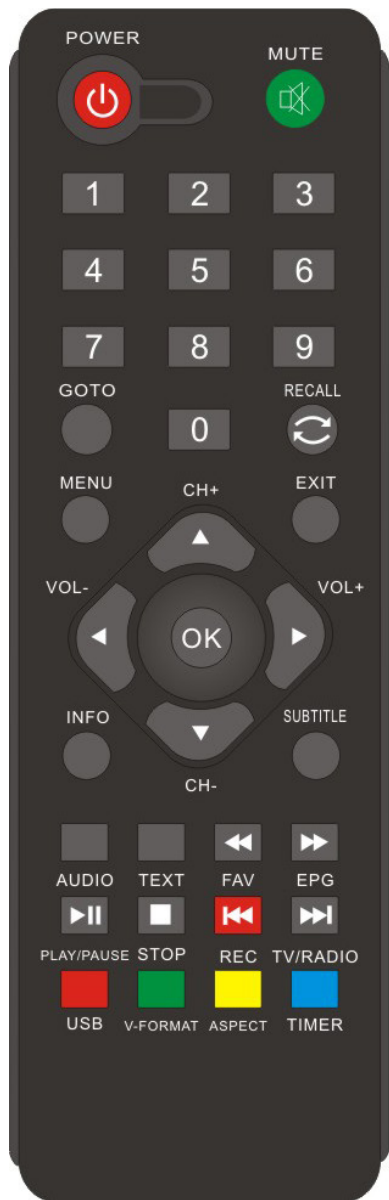 POWER
MUTE
1 2 3
4 5 6
7 8 9
GOTO RECALL
0
MENU CH+ EXIT
VOL- VOL+
OK
INFO SUBTITLE
CH-
AUDIO TEXT FAV EPG
PLAY/PAUSE STOP REC TV/RADIO
USB V-FORMAT ASPECT TIMER